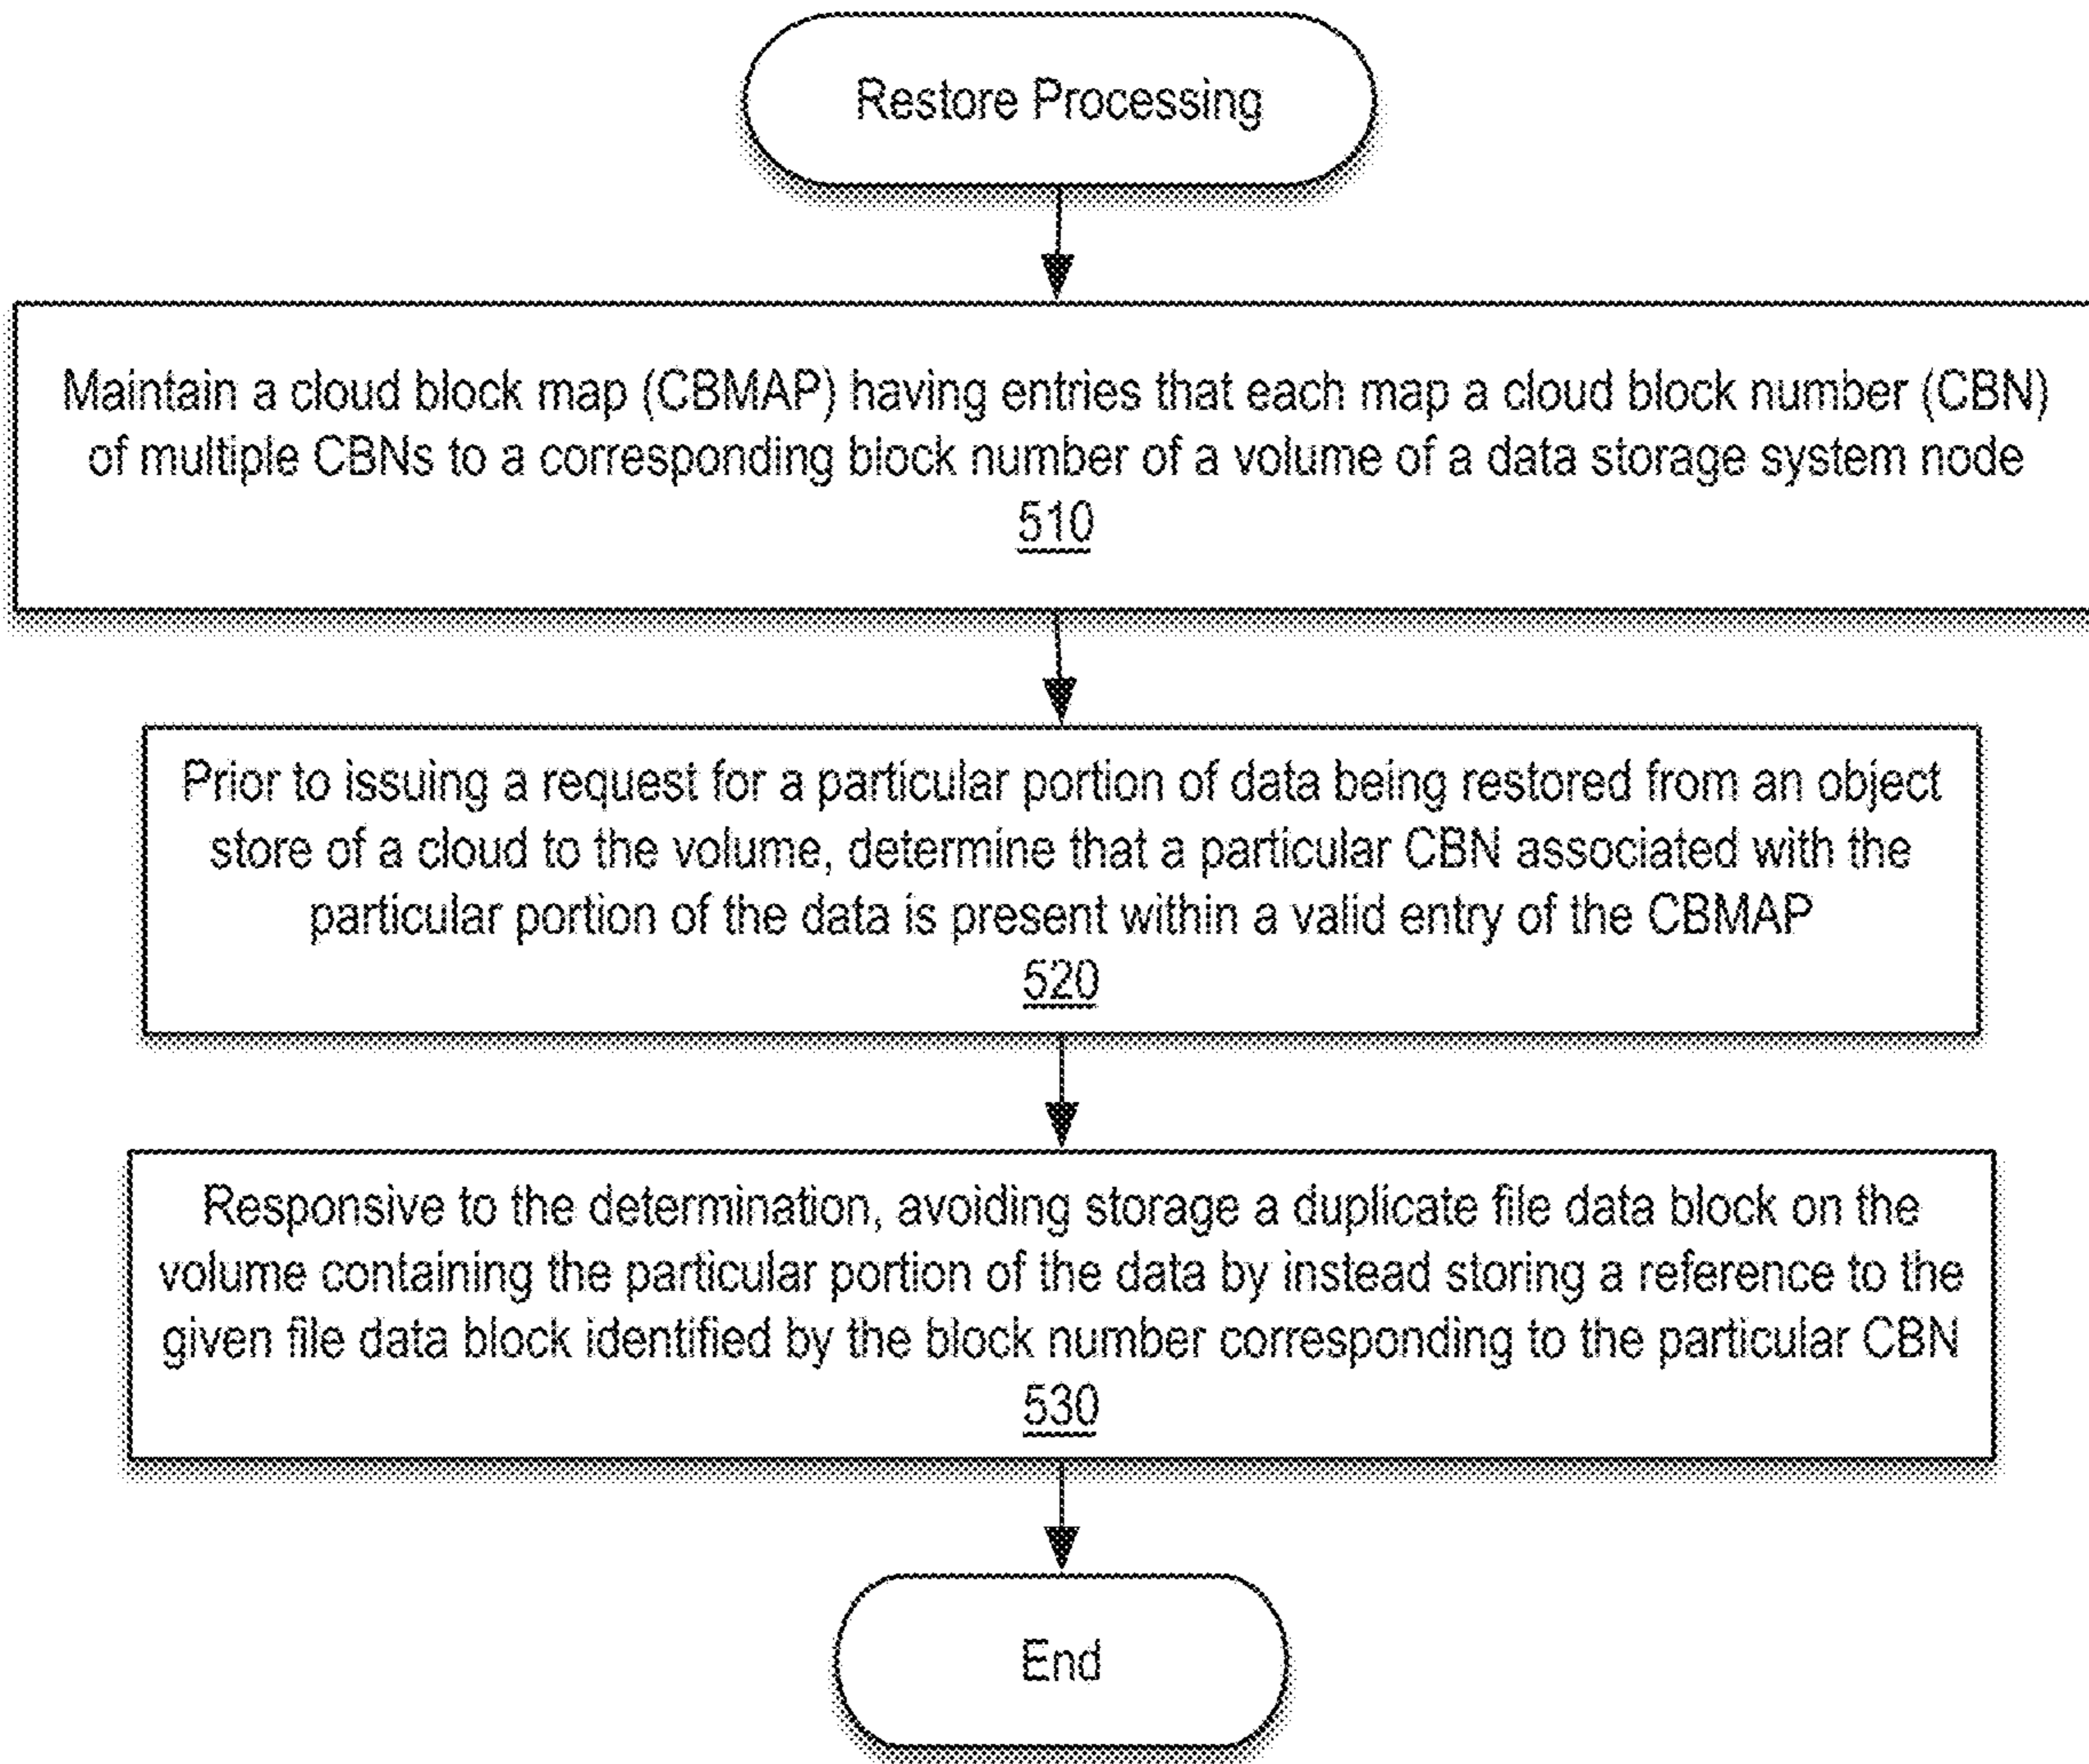 Restore Processing
Maintain a cloud block map (CBMAP) having entries that each map a cloud block number (CBN)
of multiple CBNs to a corresponding block number of a volume of a data storage system node
510
Prior to issuing a request for a particular portion of data being restored from an object
store of a cloud to the volume, determine that a particular CBN associated with the
particular portion of the data is present within a valid entry of the CBMAP
520
Responsive to the determination, avoiding storage a duplicate file data block on the
volume containing the particular portion of the data by instead storing a reference to the
given file data block identified by the block number corresponding to the particular CBN
530
End